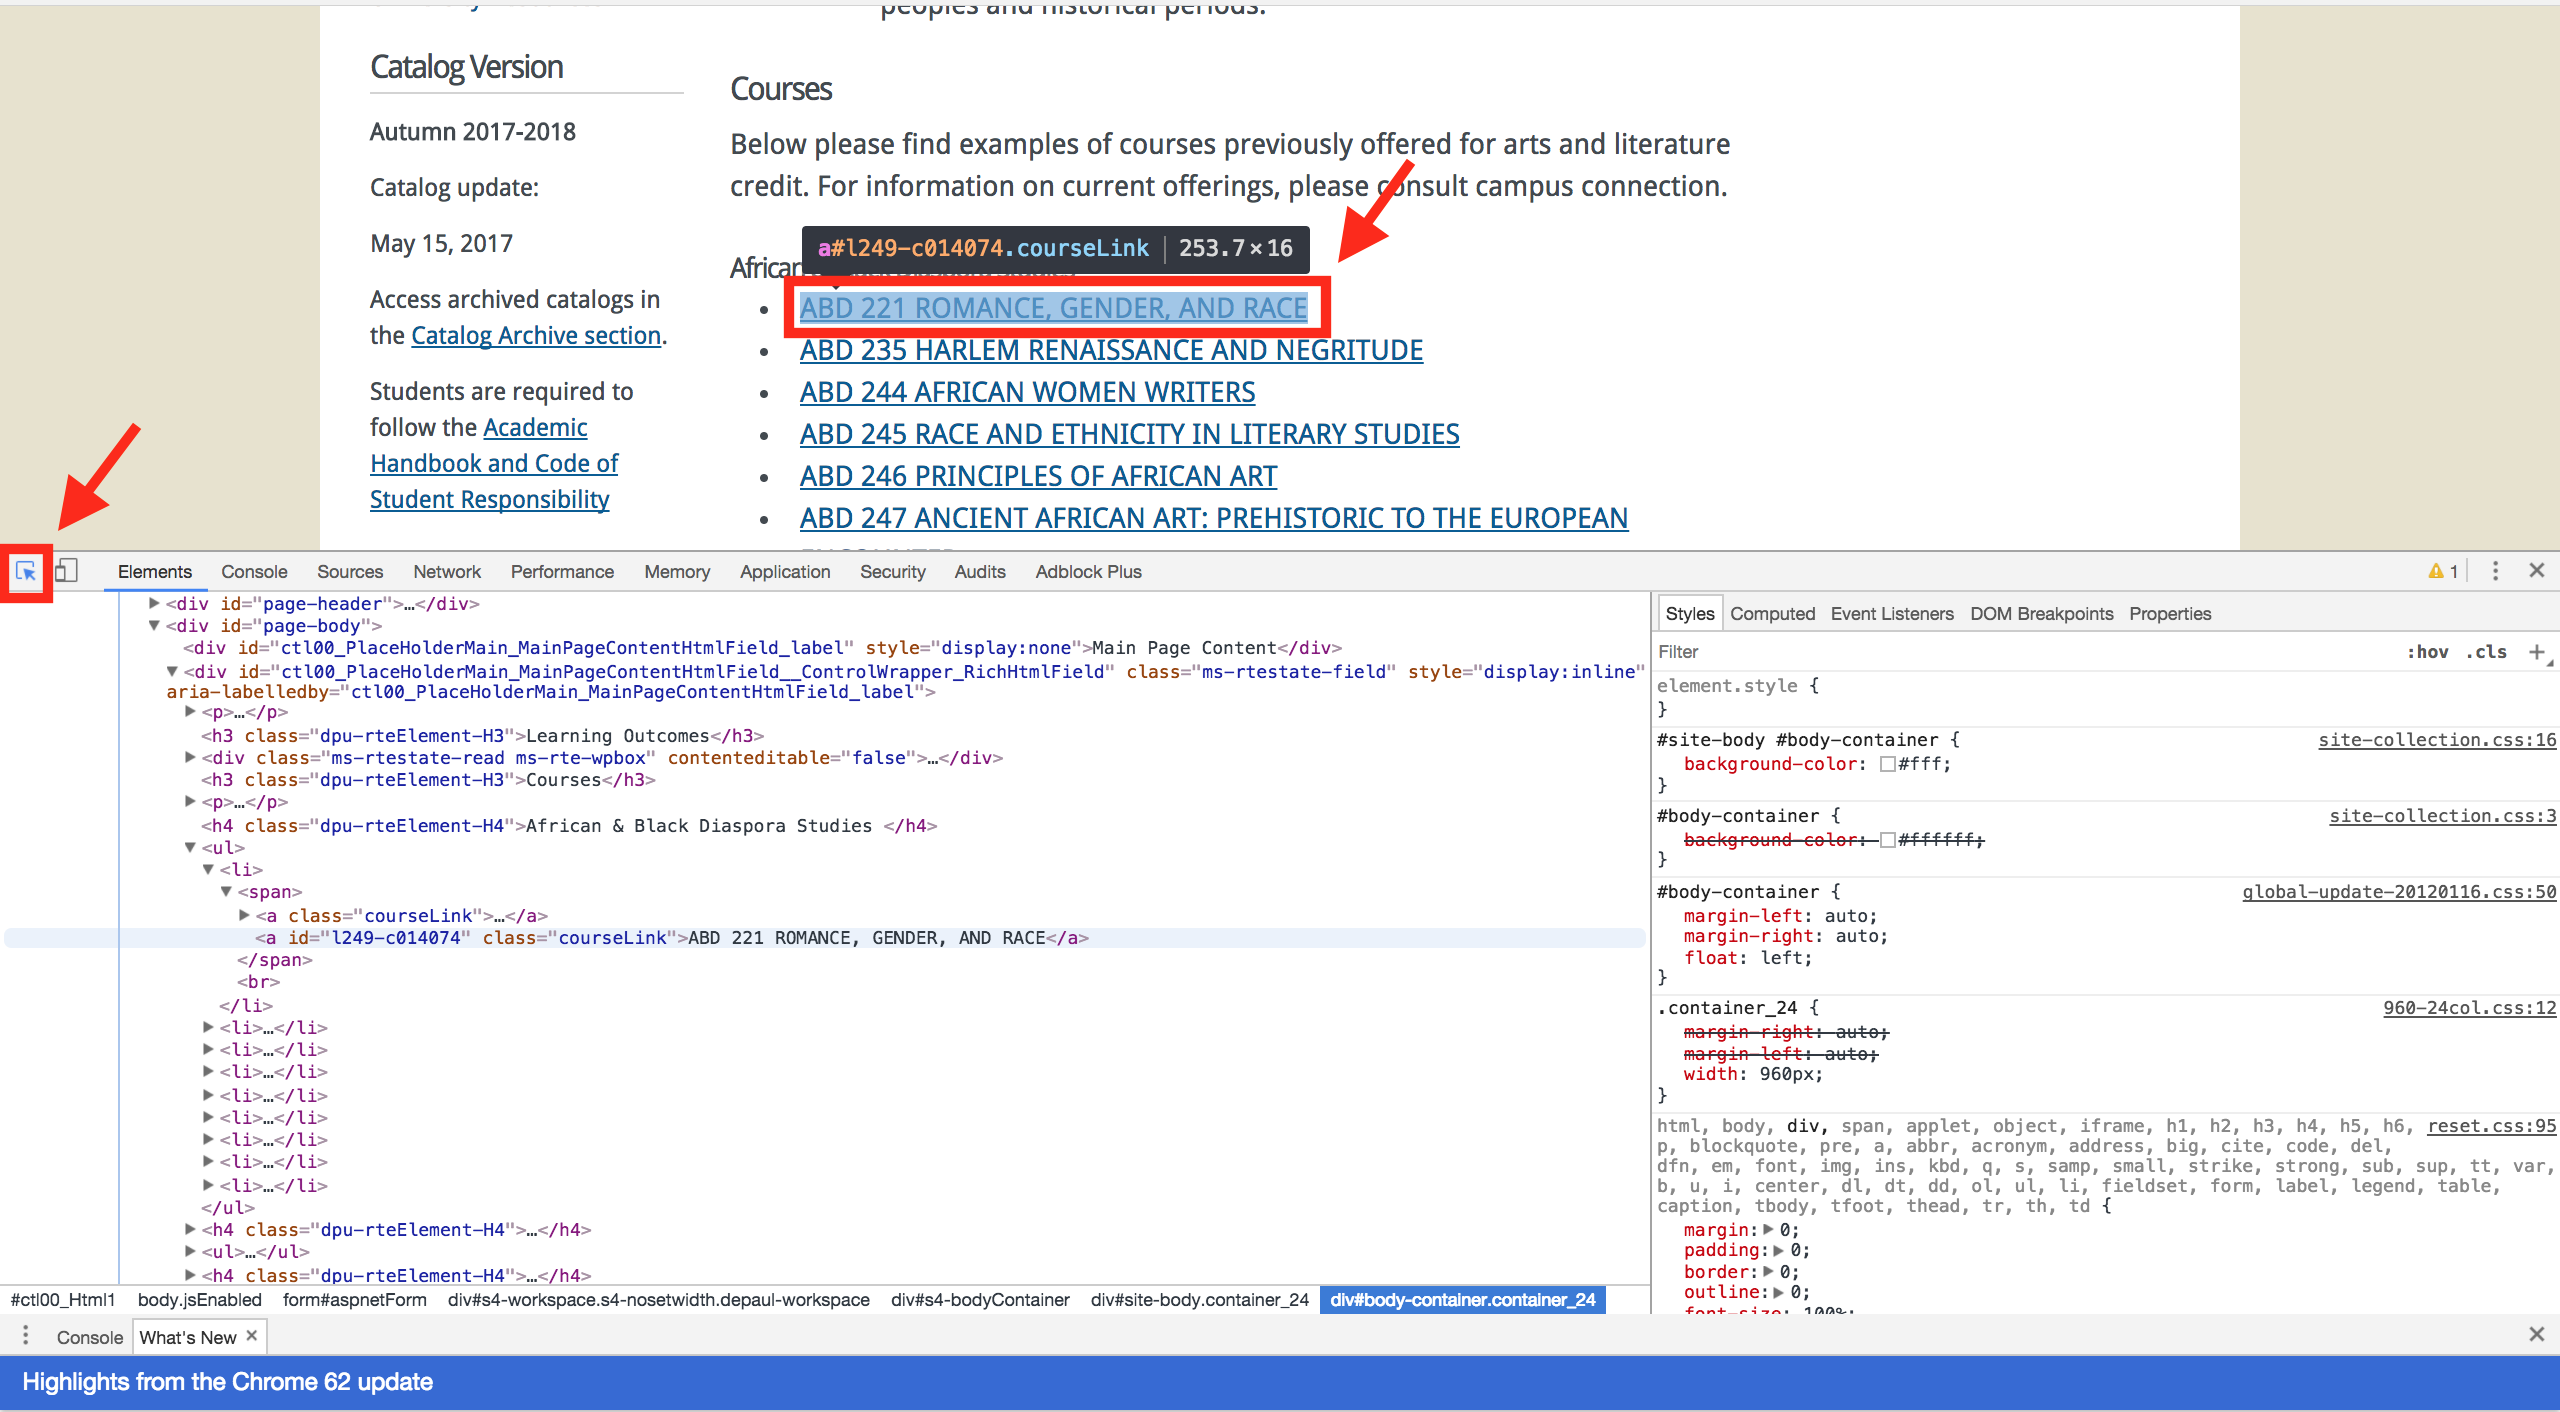 peoples and historical periods.
Catalog Version
Autumn 2017-2018
Catalog update:
May 15, 2017
Access archived catalogs in
the Catalog Archive section.
Students are required to
follow the Academic
Handbook and Code of
Student Responsibility
Courses
Below please find examples of courses previously offered for arts and literature
credit. For information on current offerings, please consult campus connection.
a#l249-c014074.courseLink 253.7×16
African
ABD 221 ROMANCE, GENDER, AND RACE
ABD 235 HARLEM RENAISSANCE AND NEGRITUDE
ABD 244 AFRICAN WOMEN WRITERS
ABD 245 RACE AND ETHNICITY IN LITERARY STUDIES
ABD 246 PRINCIPLES OF AFRICAN ART
ABD 247 ANCIENT AFRICAN ART: PREHISTORIC TO THE EUROPEAN
Elements Console Sources Network Performance Memory Application Security Audits Adblock Plus 1
<div id="page-header">…</div>
<div id="page-body">
<div id="ctl00_PlaceHolderMain_MainPageContentHtmlField_label" style="display:none">Main Page Content</div>
<div id="ctl00_PlaceHolderMain_MainPageContentHtmlField__ControlWrapper_RichHtmlField" class="ms-rtestate-field" style="display:inline"
aria-labelledby="ctl00_PlaceHolderMain_MainPageContentHtmlField_label">
<p>…</p>
<h3 class="dpu-rteElement-H3">Learning Outcomes</h3>
<div class="ms-rtestate-read ms-rte-wpbox" contenteditable="false">…</div>
<h3 class="dpu-rteElement-H3">Courses</h3>
<p>…</p>
<h4 class="dpu-rteElement-H4">African & Black Diaspora Studies </h4>
<ul>
<li>
<span>
<a class="courseLink">…</a>
<a id="l249-c014074" class="courseLink">ABD 221 ROMANCE, GENDER, AND RACE</a>
</span>
<br>
</li>
<li>…</li>
<li>…</li>
<li>…</li>
<li>…</li>
<li>…</li>
<li>…</li>
<li>…</li>
<li>…</li>
</ul>
<h4 class="dpu-rteElement-H4">…</h4>
<ul>…</ul>
<h4 class="dpu-rteElement-H4">…</h4>
#ctl00_Html1 body.jsEnabled form#aspnetForm div#s4-workspace.s4-nosetwidth.depaul-workspace div#s4-bodyContainer div#site-body.container_24 div#body-container.container_24
Styles Computed Event Listeners DOM Breakpoints Properties
Filter :hov .cls +
element.style {
}
#site-body #body-container { site-collection.css:16
background-color: #fff;
}
#body-container { site-collection.css:3
background-color: #ffffff;
}
#body-container { global-update-20120116.css:50
margin-left: auto;
margin-right: auto;
float: left;
}
.container_24 { 960-24col.css:12
margin-right: auto;
margin-left: auto;
width: 960px;
}
html, body, div, span, applet, object, iframe, h1, h2, h3, h4, h5, h6, reset.css:95
p, blockquote, pre, a, abbr, acronym, address, big, cite, code, del,
dfn, em, font, img, ins, kbd, q, s, samp, small, strike, strong, sub, sup, tt, var,
b, u, i, center, dl, dt, dd, ol, ul, li, fieldset, form, label, legend, table,
caption, tbody, tfoot, thead, tr, th, td {
margin: 0;
padding: 0;
border: 0;
outline: 0;
font-size: 100%;
Console What's New ×
Highlights from the Chrome 62 update